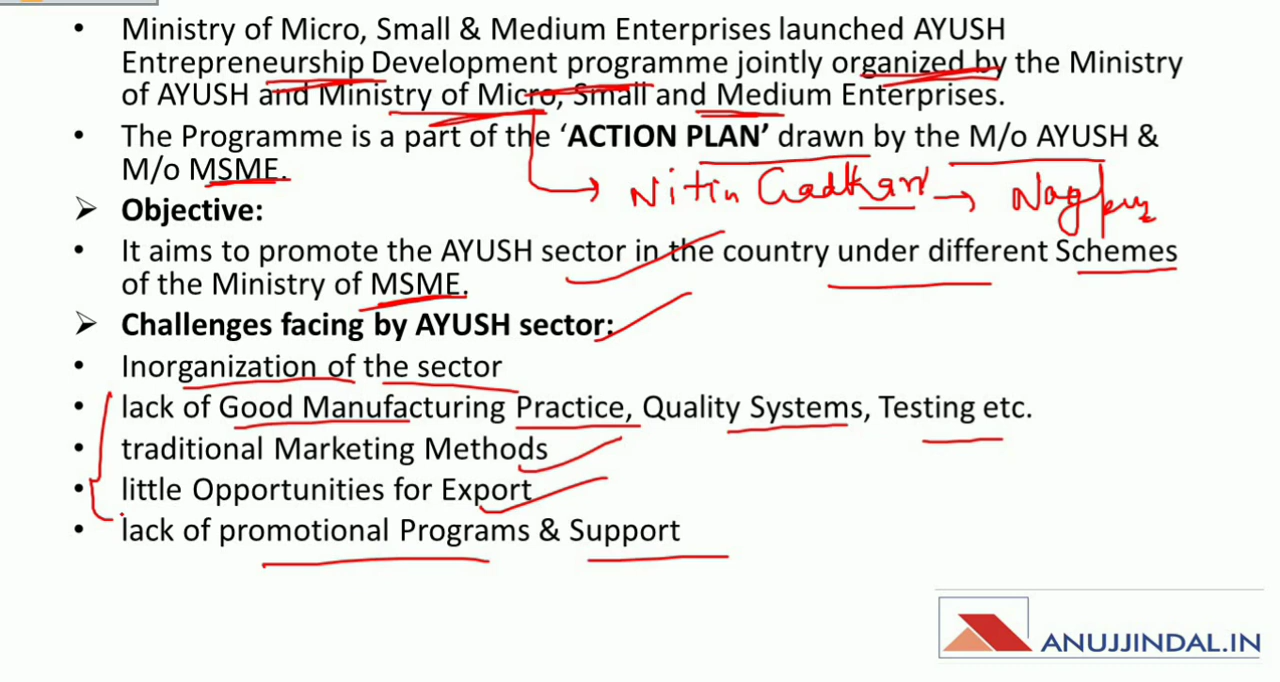 • Ministry of Micro, Small & Medium Enterprises launched AYUSH
Entrepreneurship Development programme jointly organized by the Ministry
of AYUSH and Ministry of Micro, Small and Medium Enterprises.
• The Programme is a part of the ‘ACTION PLAN’ drawn by the M/o AYUSH &
M/o MSME.
→ Nitin Gadkari → Nagpur
➢ Objective:
• It aims to promote the AYUSH sector in the country under different Schemes
of the Ministry of MSME.
➢ Challenges facing by AYUSH sector:
• Inorganization of the sector
• lack of Good Manufacturing Practice, Quality Systems, Testing etc.
• traditional Marketing Methods
• little Opportunities for Export
• lack of promotional Programs & Support
ANUJJINDAL.IN